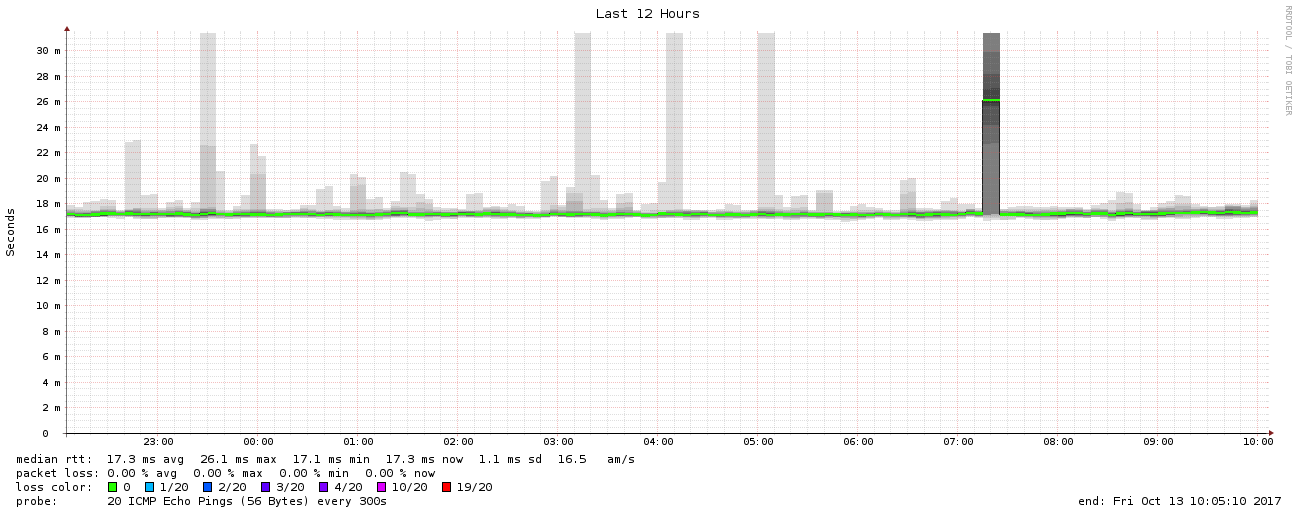 Last 12 Hours
RRDTOOL / TOBI OETIKER
Seconds
30 m
28 m
26 m
24 m
22 m
20 m
18 m
16 m
14 m
12 m
10 m
8 m
6 m
4 m
2 m
0
23:00 00:00 01:00 02:00 03:00 04:00 05:00 06:00 07:00 08:00 09:00 10:00
median rtt: 17.3 ms avg 26.1 ms max 17.1 ms min 17.3 ms now 1.1 ms sd 16.5 am/s
packet loss: 0.00 % avg 0.00 % max 0.00 % min 0.00 % now
loss color: 0 1/20 2/20 3/20 4/20 10/20 19/20
probe: 20 ICMP Echo Pings (56 Bytes) every 300s end: Fri Oct 13 10:05:10 2017